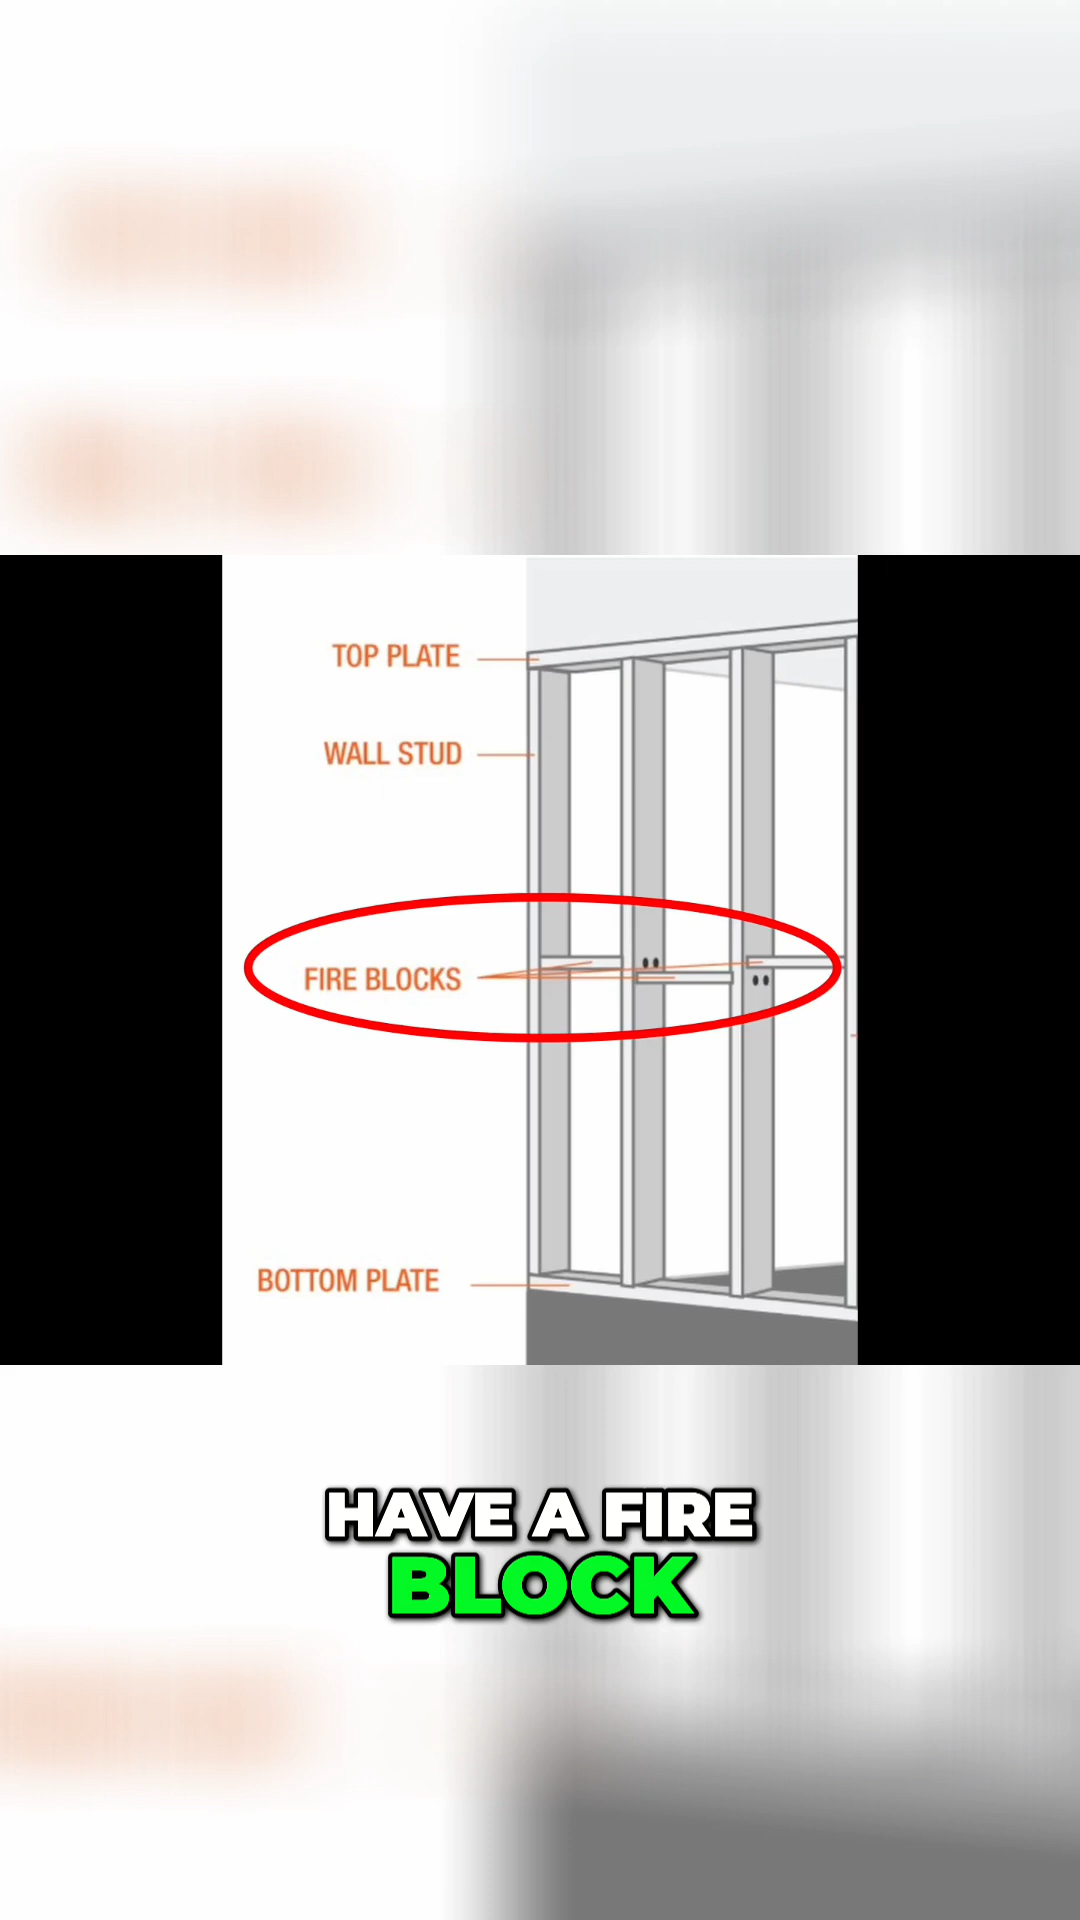 TOP PLATE
WALL STUD
FIRE BLOCKS
BOTTOM PLATE
HAVE A FIRE
BLOCK